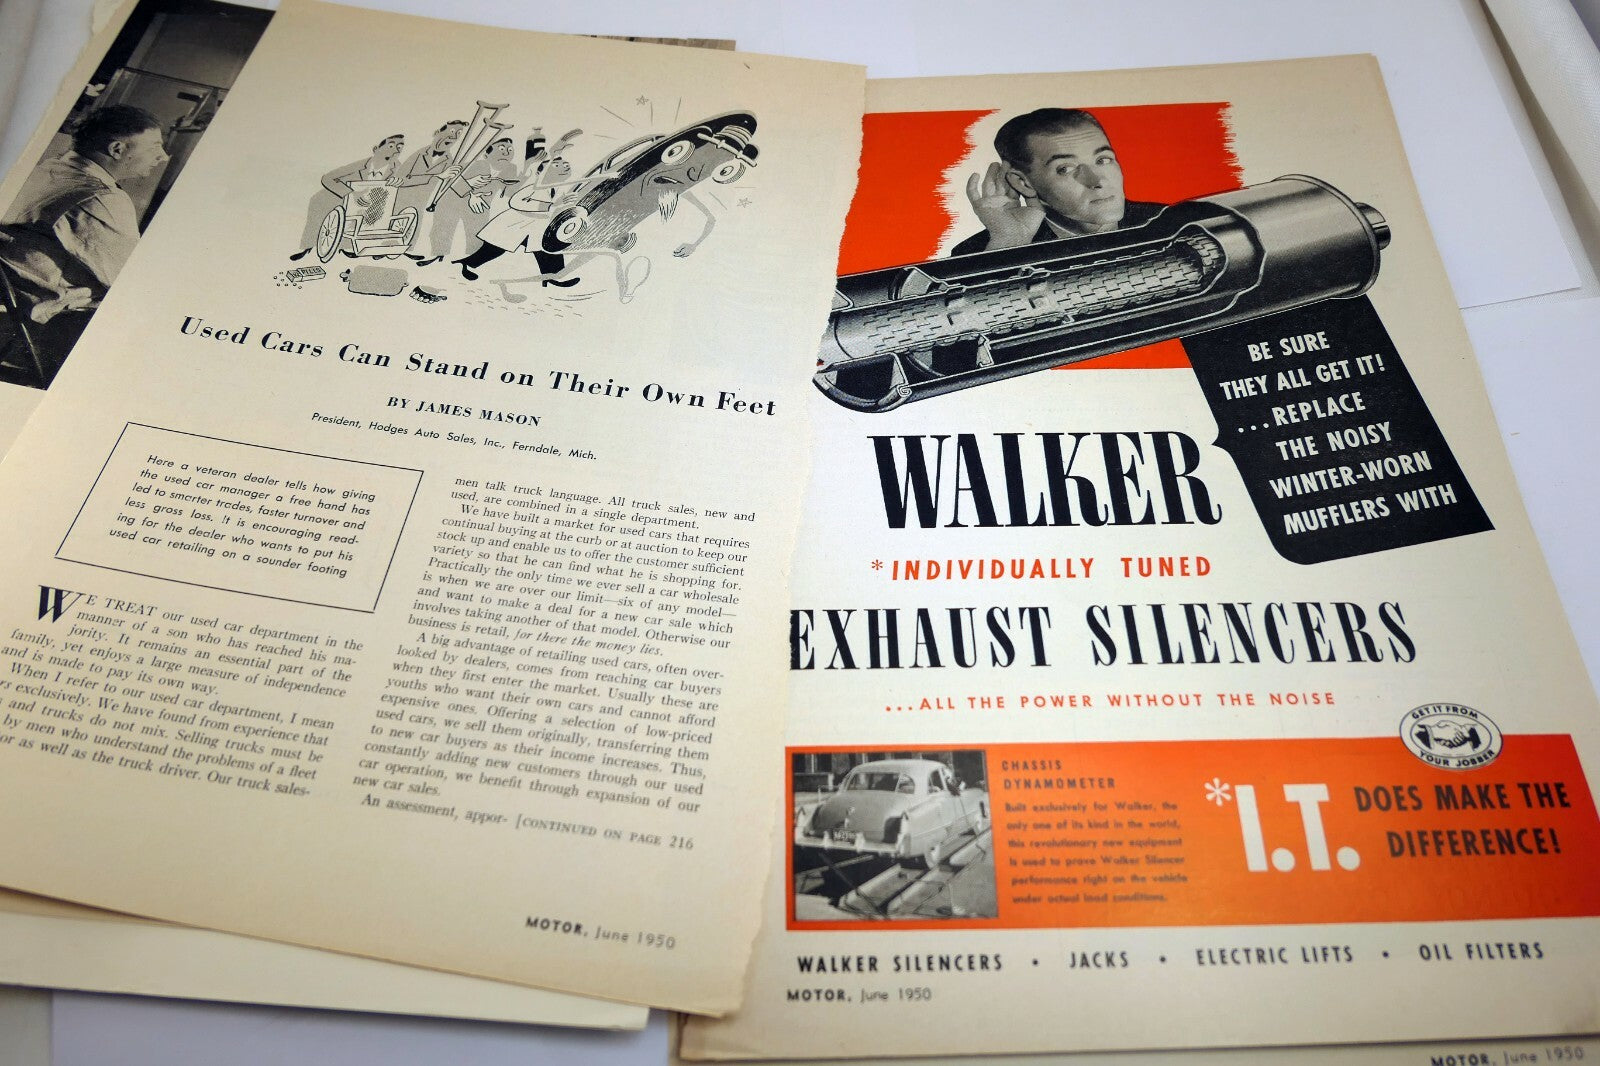 Used Cars Can Stand on Their Own Feet
BY JAMES MASON
President, Hodges Auto Sales, Inc., Ferndale, Mich.
Here a veteran dealer tells how giving
the used car manager a free hand has
led to smarter trades, faster turnover and
less gross loss. It is encouraging read-
ing for the dealer who wants to put his
used car retailing on a sounder footing
WE TREAT our used car department in the
manner of a son who has reached his ma-
jority. It remains an essential part of the
family, yet enjoys a large measure of independence
and is made to pay its own way.
When I refer to our used car department, I mean
rs exclusively. We have found from experience that
and trucks do not mix. Selling trucks must be
by men who understand the problems of a fleet
or as well as the truck driver. Our truck sales-
men talk truck language. All truck sales, new and
used, are combined in a single department.
We have built a market for used cars that requires
continual buying at the curb or at auction to keep our
stock up and enable us to offer the customer sufficient
variety so that he can find what he is shopping for.
Practically the only time we ever sell a car wholesale
is when we are over our limit—six of any model—
and want to make a deal for a new car sale which
involves taking another of that model. Otherwise our
business is retail, for there the money lies.
A big advantage of retailing used cars, often over-
looked by dealers, comes from reaching car buyers
when they first enter the market. Usually these are
youths who want their own cars and cannot afford
expensive ones. Offering a selection of low-priced
used cars, we sell them originally, transferring them
to new car buyers as their income increases. Thus,
constantly adding new customers through our used
car operation, we benefit through expansion of our
new car sales.
An assessment, appor- [CONTINUED ON PAGE 216
MOTOR, June 1950
BE SURE
THEY ALL GET IT!
...REPLACE
THE NOISY
WINTER-WORN
MUFFLERS WITH
WALKER
*INDIVIDUALLY TUNED
EXHAUST SILENCERS
...ALL THE POWER WITHOUT THE NOISE
GET IT FROM
YOUR JOBBER
CHASSIS
DYNAMOMETER
Built exclusively for Walker, the
only one of its kind in the world,
this revolutionary new equipment
is used to prove Walker Silencer
performance right on the vehicle
under actual load conditions.
*I.T. DOES MAKE THE
DIFFERENCE!
WALKER SILENCERS • JACKS • ELECTRIC LIFTS • OIL FILTERS
MOTOR, June 1950
MOTOR, June 1950